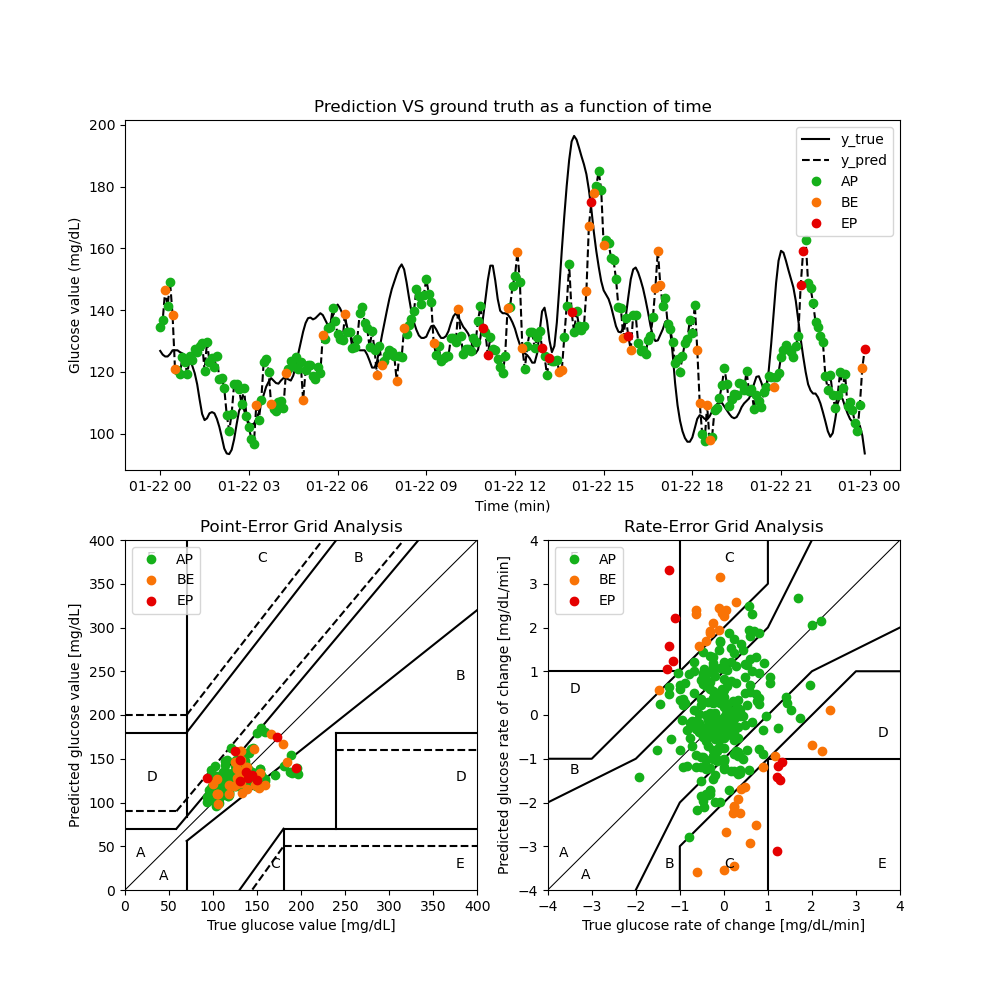 Prediction VS ground truth as a function of time
Glucose value (mg/dL)
200
180
160
140
120
100
y_true
y_pred
AP
BE
EP
01-22 00 01-22 03 01-22 06 01-22 09 01-22 12 01-22 15 01-22 18 01-22 21 01-23 00
Time (min)
Point-Error Grid Analysis
Predicted glucose value [mg/dL]
400
350
300
250
200
150
100
50
0
AP
BE
EP
C
B
B
D
D
A
A
C
E
0 50 100 150 200 250 300 350 400
True glucose value [mg/dL]
Rate-Error Grid Analysis
Predicted glucose rate of change [mg/dL/min]
4
3
2
1
0
−1
−2
−3
−4
AP
BE
EP
C
D
D
B
A
A
B
C
E
−4 −3 −2 −1 0 1 2 3 4
True glucose rate of change [mg/dL/min]